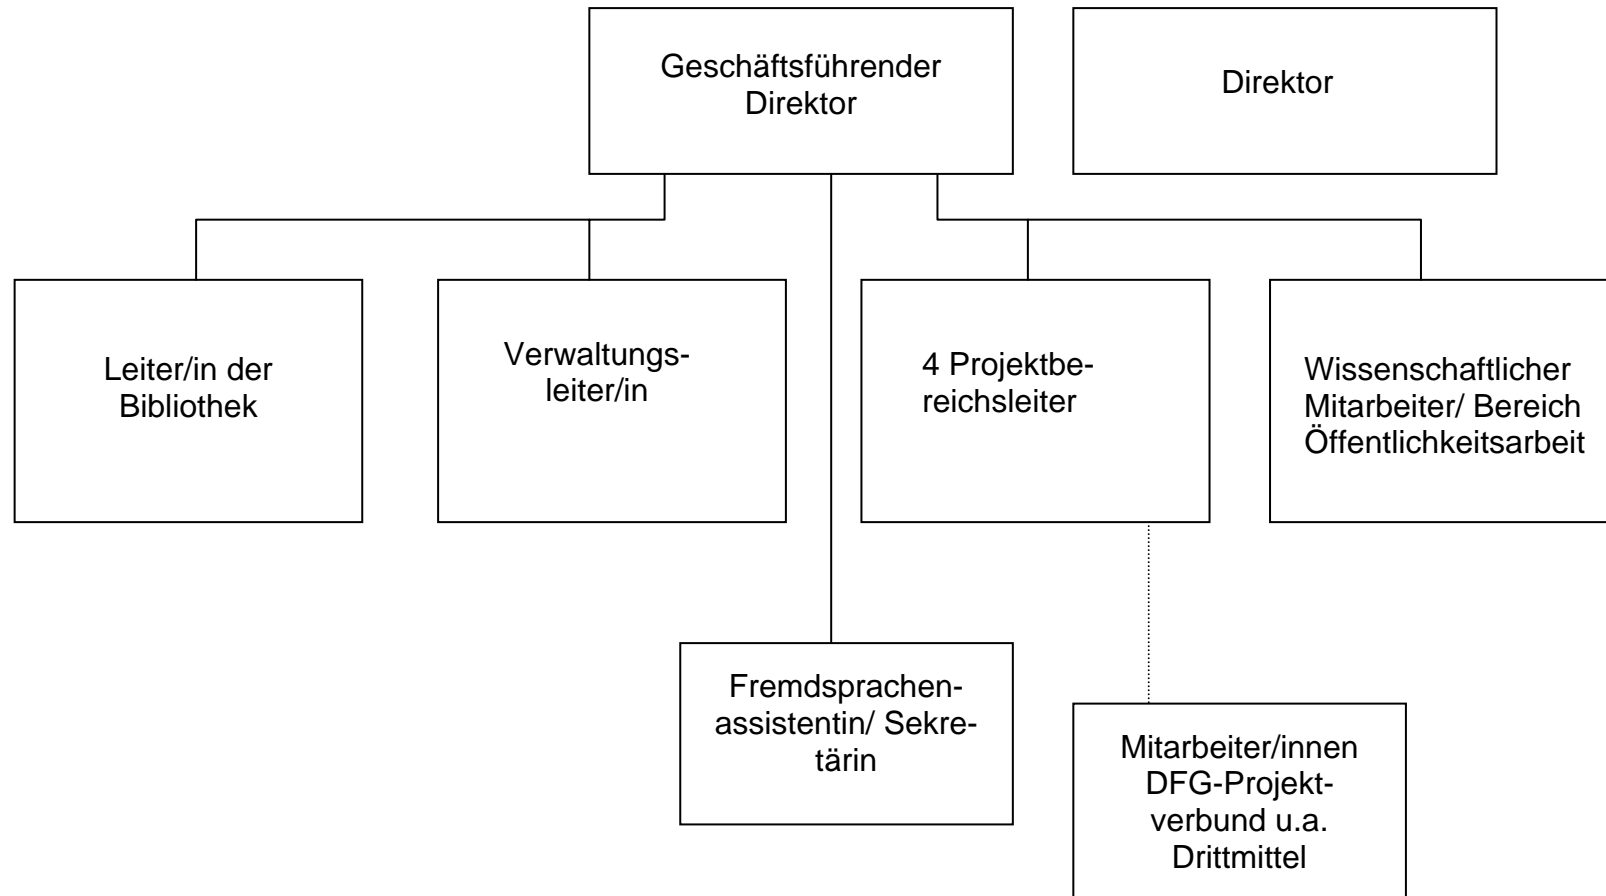 Geschäftsführender
Direktor
Direktor
Leiter/in der
Bibliothek
Verwaltungs-
leiter/in
4 Projektbe-
reichsleiter
Wissenschaftlicher
Mitarbeiter/ Bereich
Öffentlichkeitsarbeit
Fremdsprachen-
assistentin/ Sekre-
tärin
Mitarbeiter/innen
DFG-Projekt-
verbund u.a.
Drittmittel